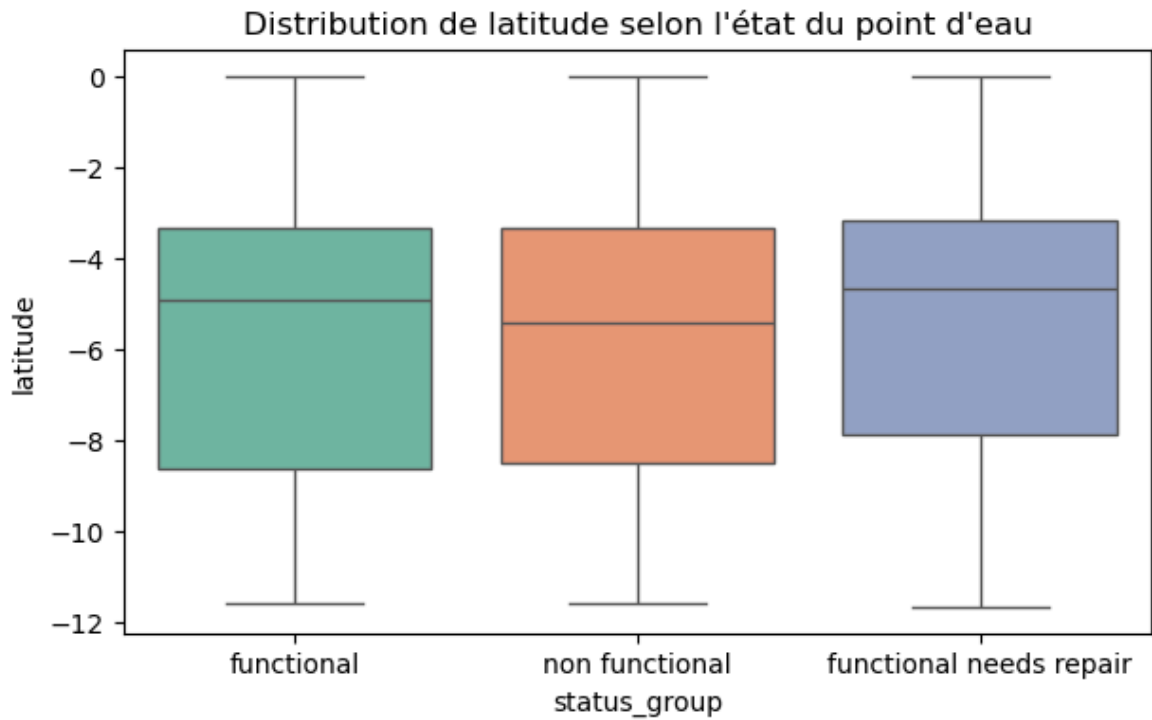 Distribution de latitude selon l'état du point d'eau
0
−2
−4
−6
−8
−10
−12
latitude
functional
non functional
functional needs repair
status_group